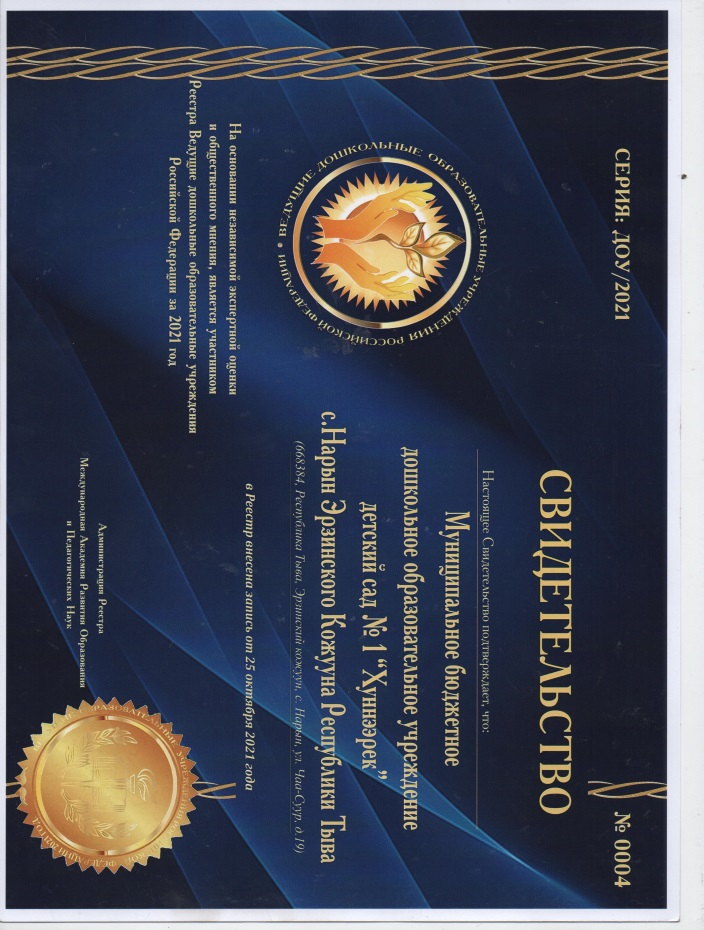 СЕРИЯ: ДОУ/2021
№ 0004
СВИДЕТЕЛЬСТВО
Настоящее Свидетельство подтверждает, что:
Муниципальное бюджетное
дошкольное образовательное учреждение
детский сад № 1 “Хунчээрек”
с.Нарын Эрзинского Кожууна Республики Тыва
(668384, Республика Тыва, Эрзинский кожуун, с. Нарын, ул. Чаа-Суур, д.19)
ВЕДУЩИЕ ДОШКОЛЬНЫЕ ОБРАЗОВАТЕЛЬНЫЕ УЧРЕЖДЕНИЯ РОССИЙСКОЙ ФЕДЕРАЦИИ •
На основании независимой экспертной оценки
и общественного мнения, является участником
Реестра Ведущие дошкольные образовательные учреждения
Российской Федерации за 2021 год
в Реестр внесена запись от 25 октября 2021 года
Администрация Реестра
Международная Академия Развития Образования
и Педагогических Наук